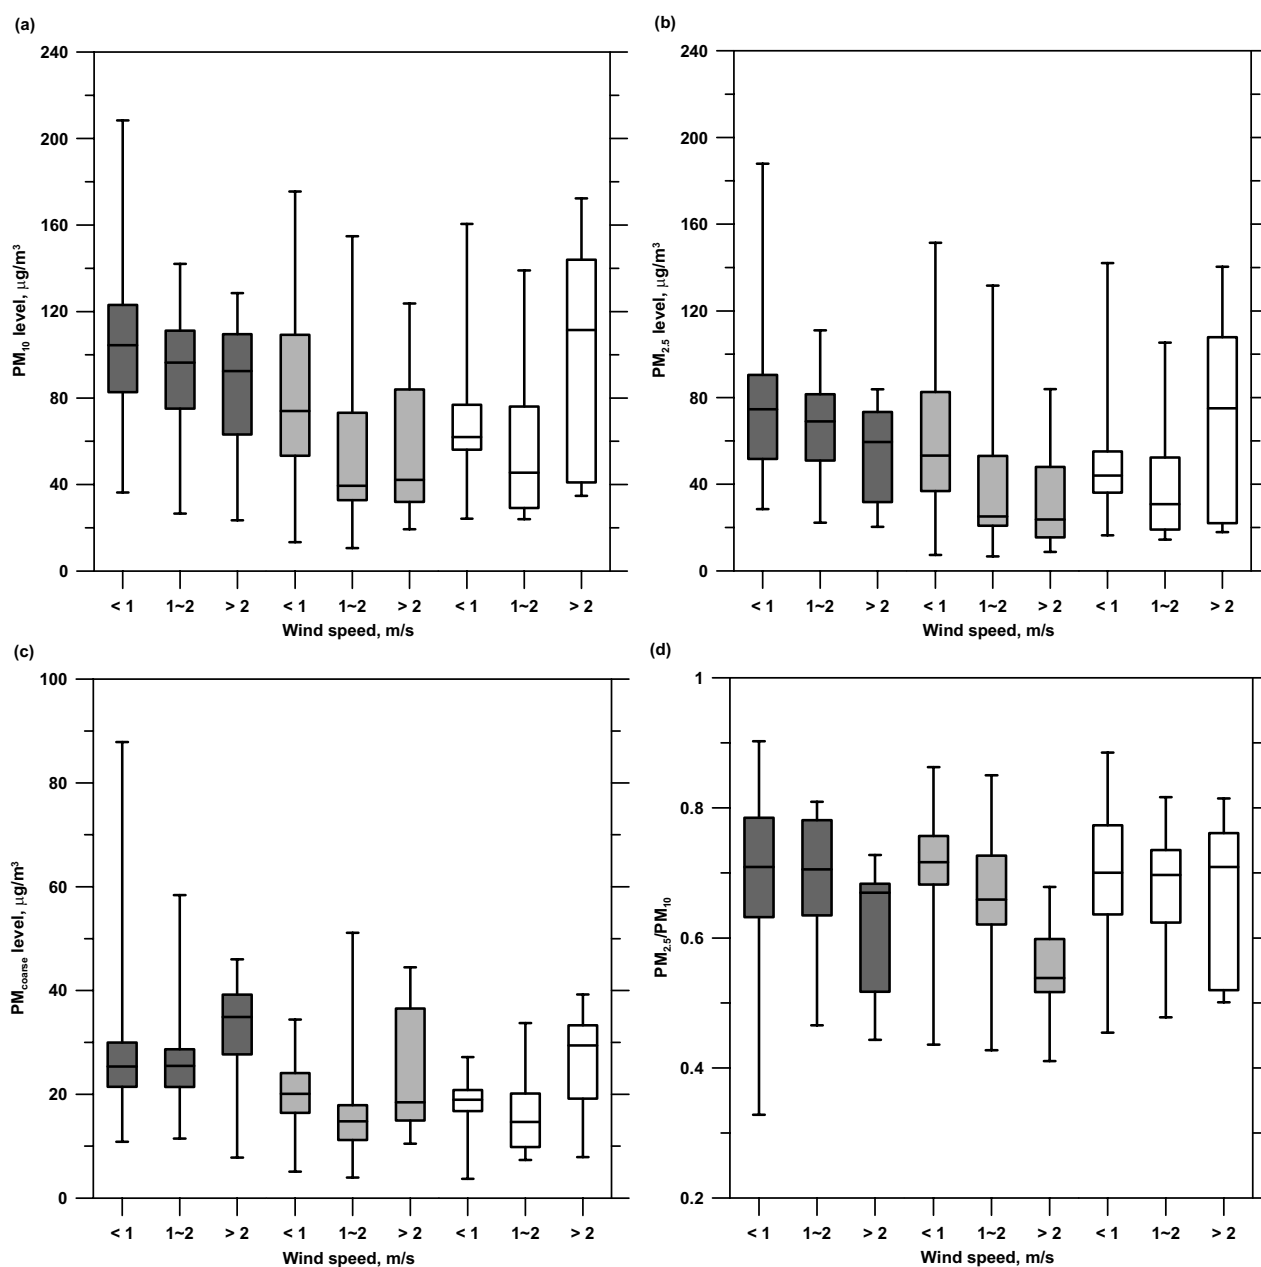 (a)
PM10 level, μg/m³
240
200
160
120
80
40
0
< 1 1~2 > 2 < 1 1~2 > 2 < 1 1~2 > 2
Wind speed, m/s
(b)
PM2.5 level, μg/m³
240
200
160
120
80
40
0
< 1 1~2 > 2 < 1 1~2 > 2 < 1 1~2 > 2
Wind speed, m/s
(c)
PMcoarse level, μg/m³
100
80
60
40
20
0
< 1 1~2 > 2 < 1 1~2 > 2 < 1 1~2 > 2
Wind speed, m/s
(d)
PM2.5/PM10
1
0.8
0.6
0.4
0.2
< 1 1~2 > 2 < 1 1~2 > 2 < 1 1~2 > 2
Wind speed, m/s